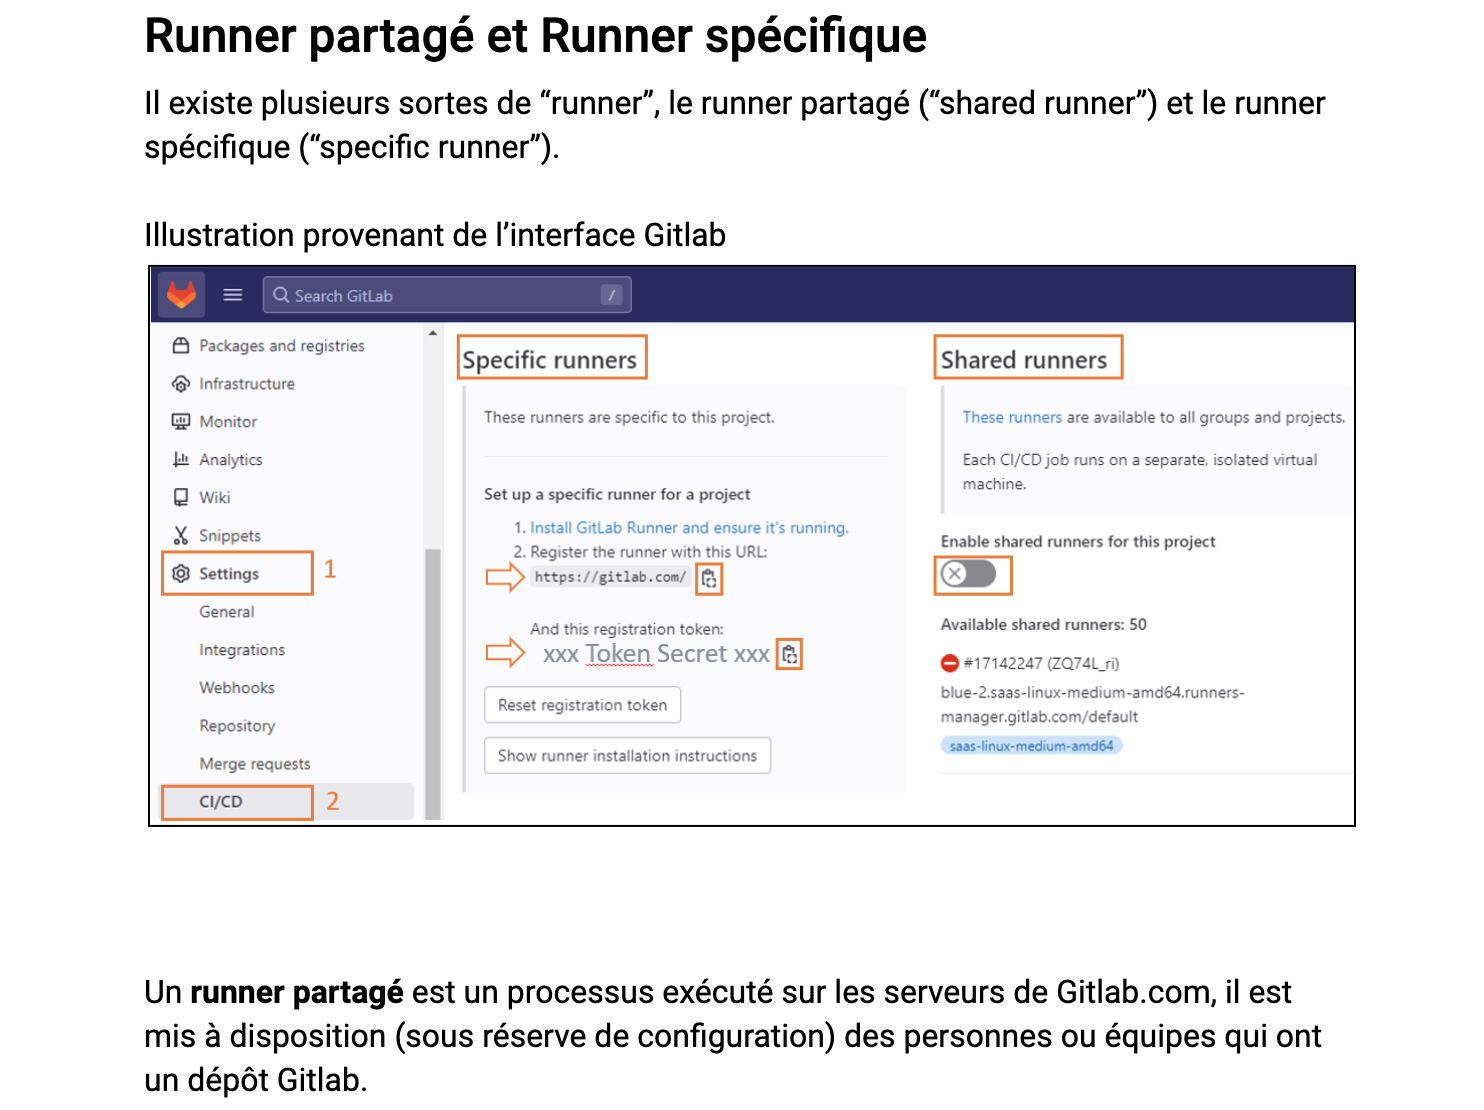 Runner partagé et Runner spécifique
Il existe plusieurs sortes de “runner”, le runner partagé (“shared runner”) et le runner
spécifique (“specific runner”).
Illustration provenant de l’interface Gitlab
Search GitLab /
Packages and registries
Infrastructure
Monitor
Analytics
Wiki
Snippets
Settings 1
General
Integrations
Webhooks
Repository
Merge requests
CI/CD 2
Specific runners
These runners are specific to this project.
Set up a specific runner for a project
1. Install GitLab Runner and ensure it's running.
2. Register the runner with this URL:
https://gitlab.com/
And this registration token:
xxx Token Secret xxx
Reset registration token
Show runner installation instructions
Shared runners
These runners are available to all groups and projects.
Each CI/CD job runs on a separate, isolated virtual
machine.
Enable shared runners for this project
Available shared runners: 50
#17142247 (ZQ74L_ri)
blue-2.saas-linux-medium-amd64.runners-
manager.gitlab.com/default
saas-linux-medium-amd64
Un runner partagé est un processus exécuté sur les serveurs de Gitlab.com, il est
mis à disposition (sous réserve de configuration) des personnes ou équipes qui ont
un dépôt Gitlab.